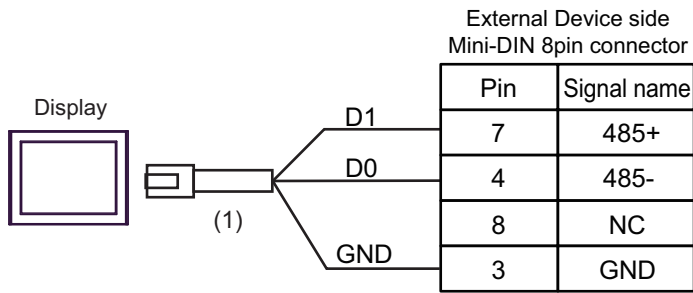 External Device side
Mini-DIN 8pin connector
Display
(1)
D1
D0
GND
Pin Signal name
7 485+
4 485-
8 NC
3 GND